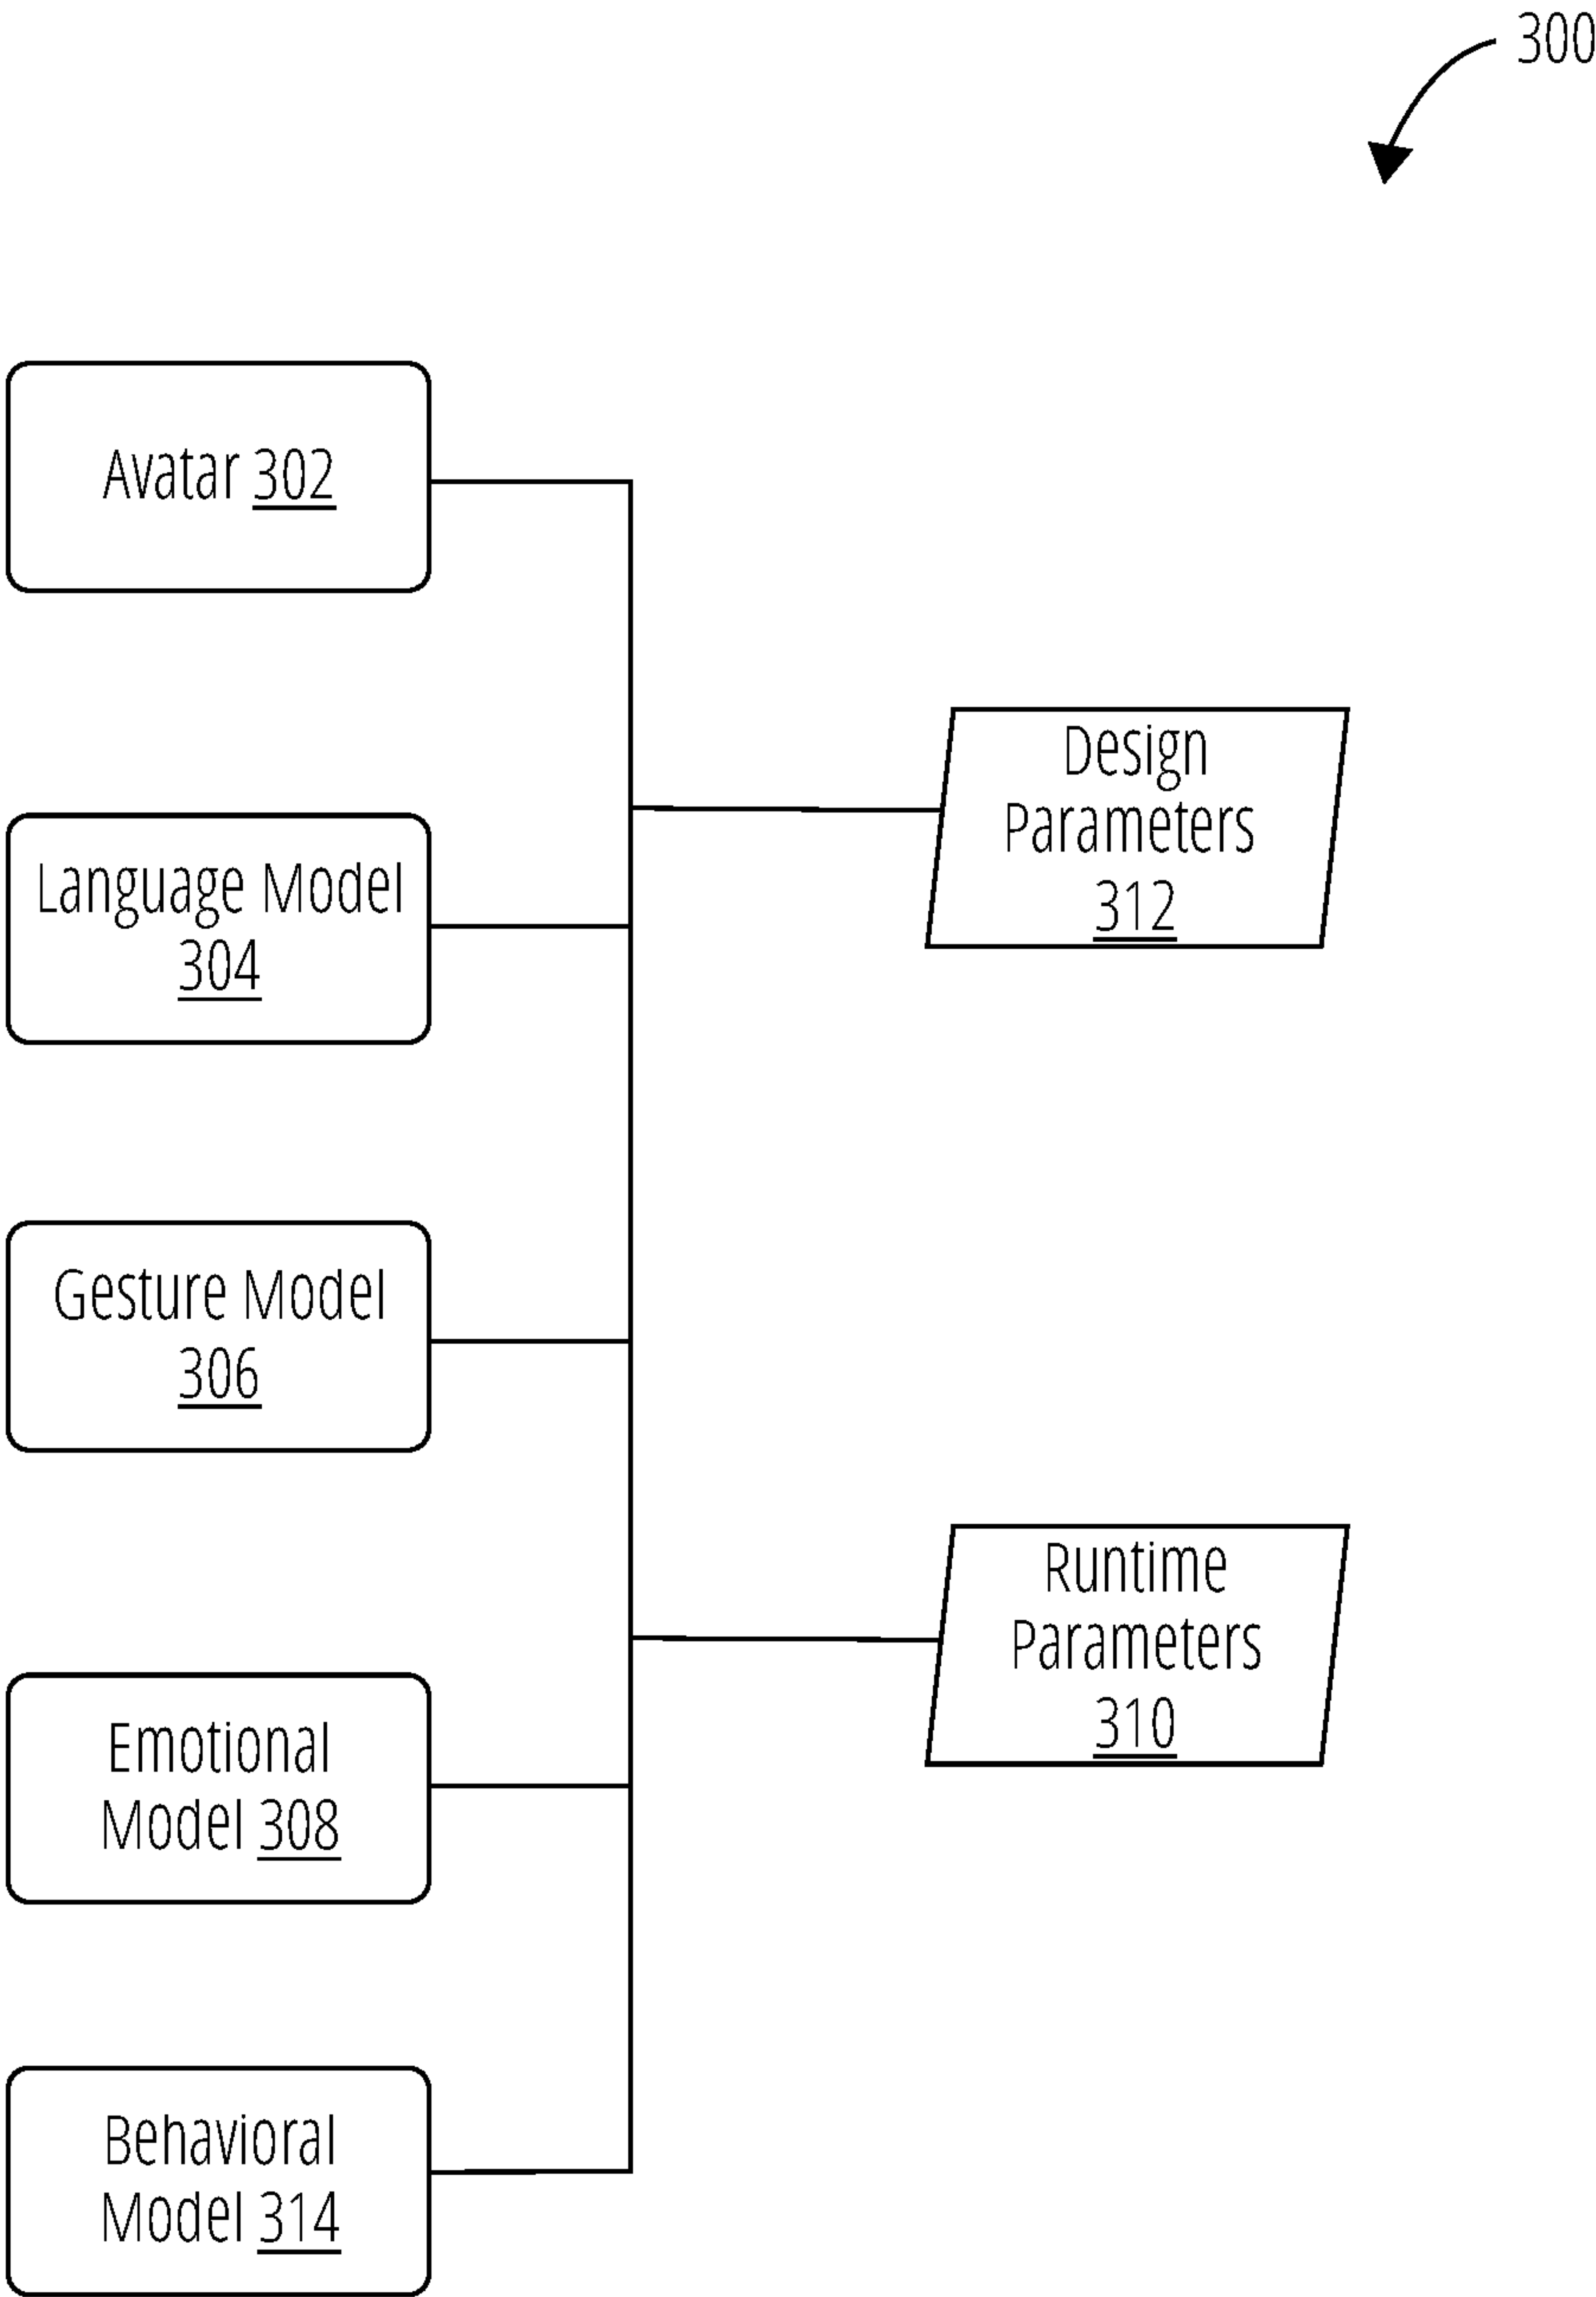 300
Avatar 302
Design
Parameters
312
Language Model
304
Gesture Model
306
Runtime
Parameters
310
Emotional
Model 308
Behavioral
Model 314